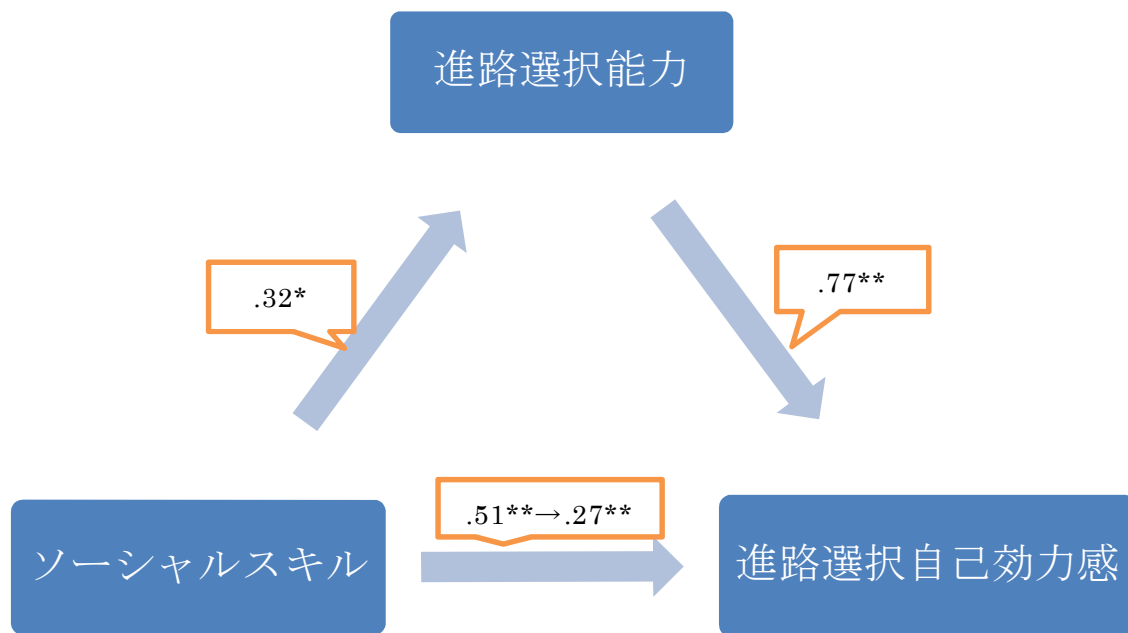 進路選択能力
.32*
.77**
.51**→.27**
ソーシャルスキル
進路選択自己効力感